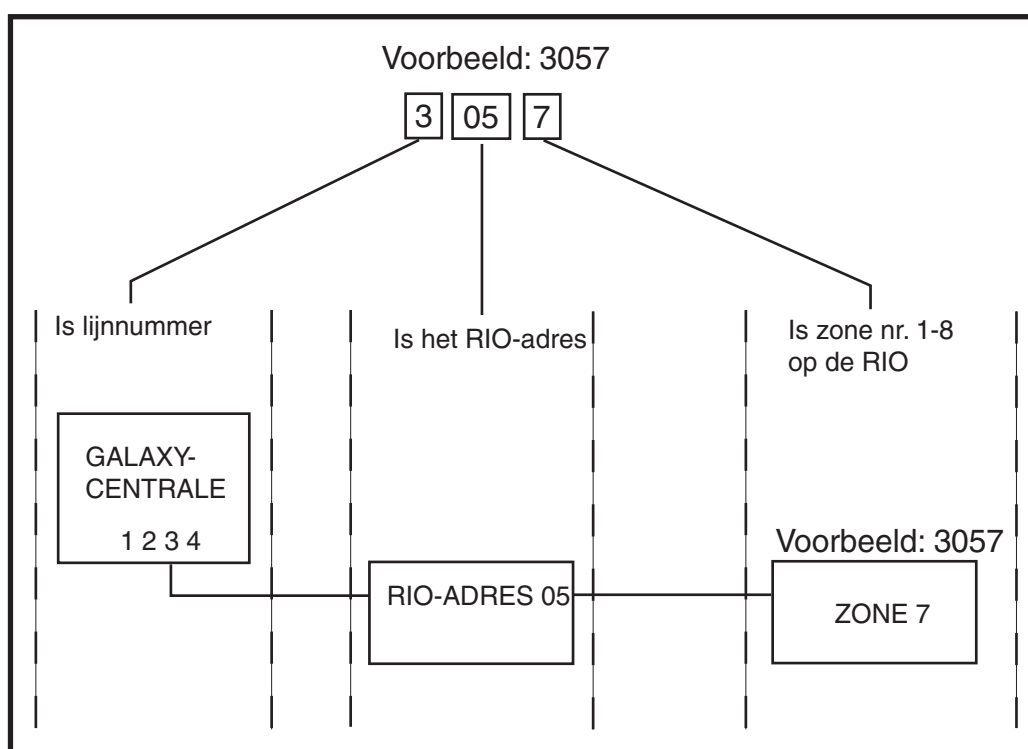 Voorbeeld: 3057
3 05 7
Is lijnnummer
Is het RIO-adres
Is zone nr. 1-8
op de RIO
GALAXY-
CENTRALE
1 2 3 4
RIO-ADRES 05
Voorbeeld: 3057
ZONE 7